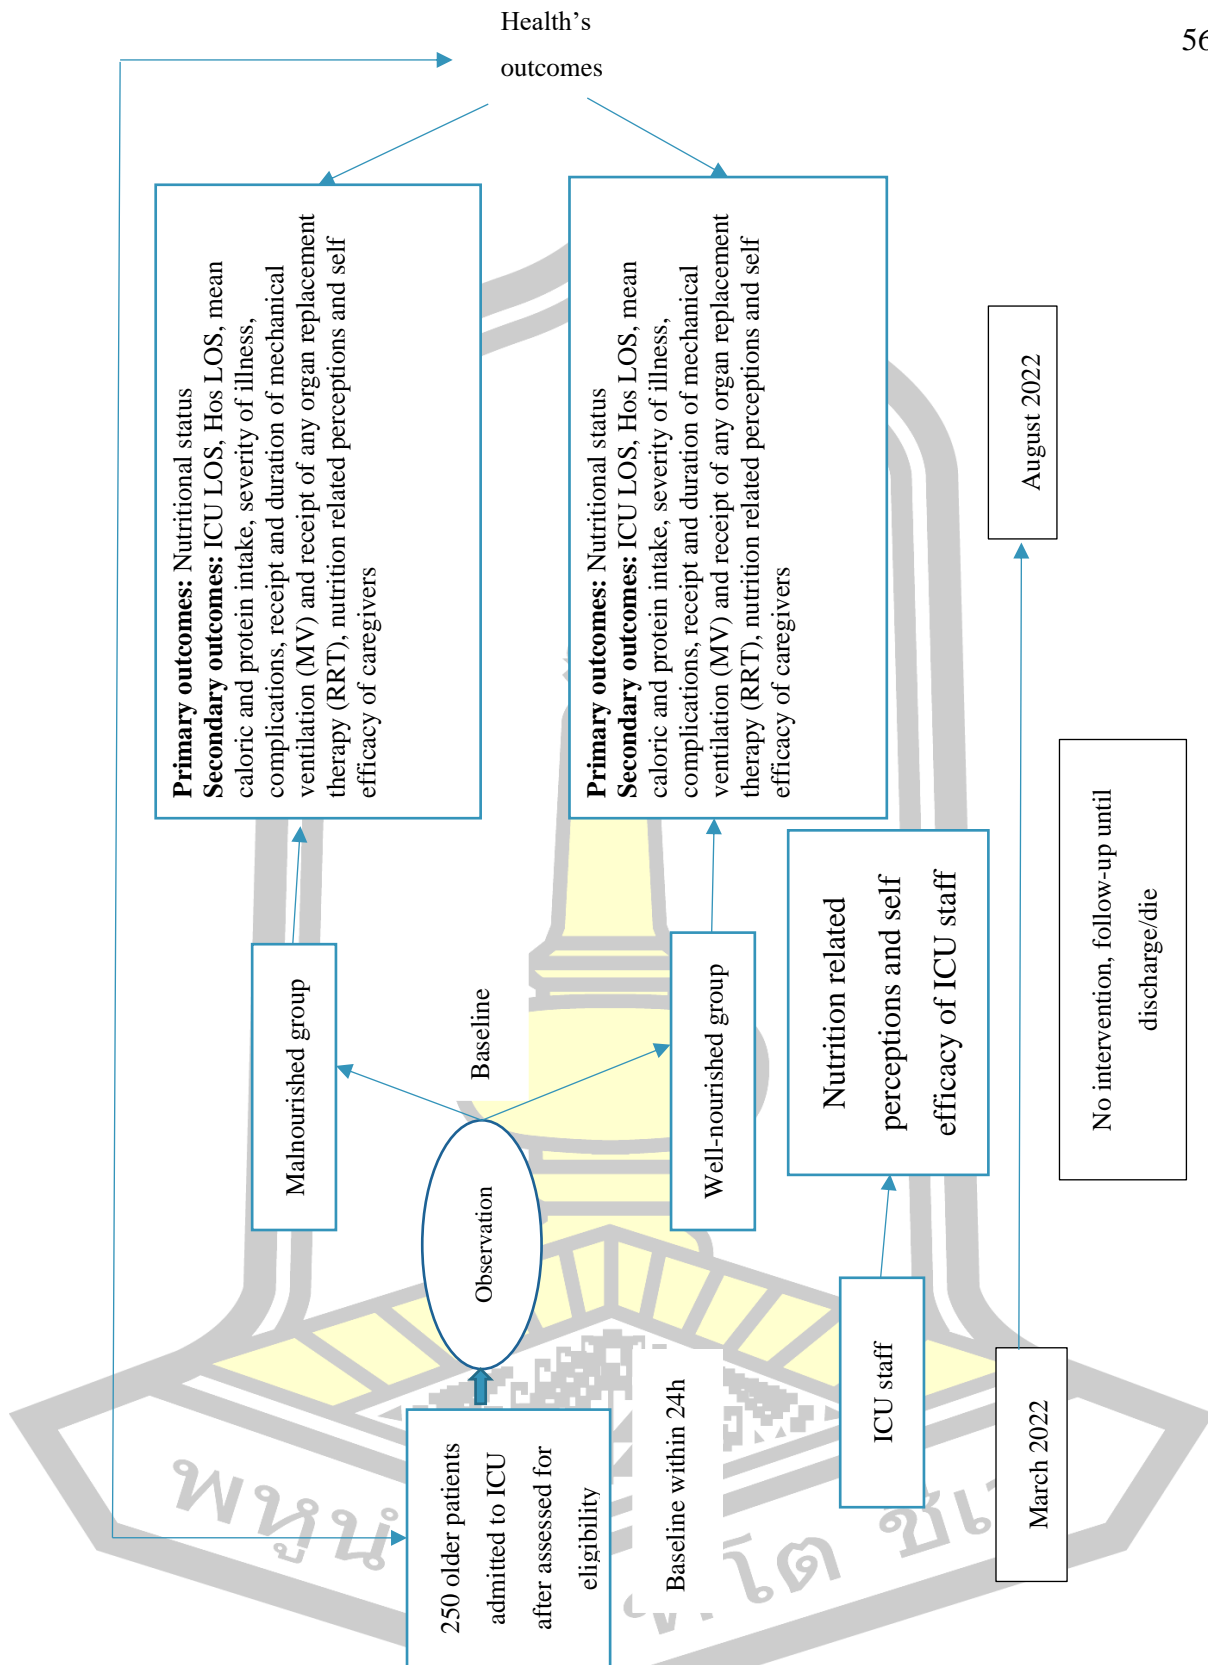 56
Health’s
outcomes
Primary outcomes: Nutritional status
Secondary outcomes: ICU LOS, Hos LOS, mean
caloric and protein intake, severity of illness,
complications, receipt and duration of mechanical
ventilation (MV) and receipt of any organ replacement
therapy (RRT), nutrition related perceptions and self
efficacy of caregivers
Primary outcomes: Nutritional status
Secondary outcomes: ICU LOS, Hos LOS, mean
caloric and protein intake, severity of illness,
complications, receipt and duration of mechanical
ventilation (MV) and receipt of any organ replacement
therapy (RRT), nutrition related perceptions and self
efficacy of caregivers
August 2022
Malnourished group
Baseline
Well-nourished group
Nutrition related
perceptions and self
efficacy of ICU staff
No intervention, follow-up until
discharge/die
Observation
250 older patients
admitted to ICU
after assessed for
eligibility
Baseline within 24h
ICU staff
March 2022
พหูน
โต